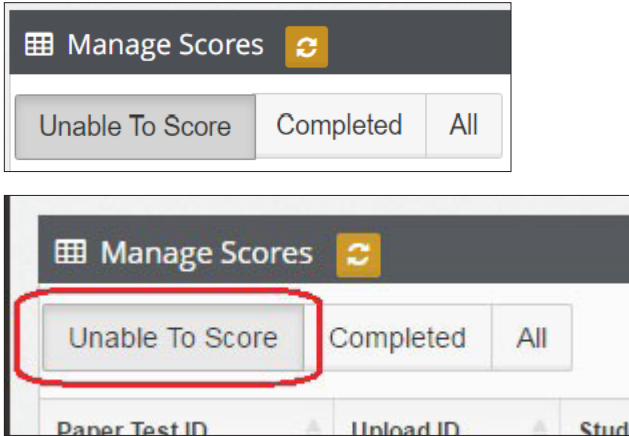 Manage Scores
Unable To Score Completed All
Manage Scores
Unable To Score Completed All
Paper Test ID Upload ID Stud